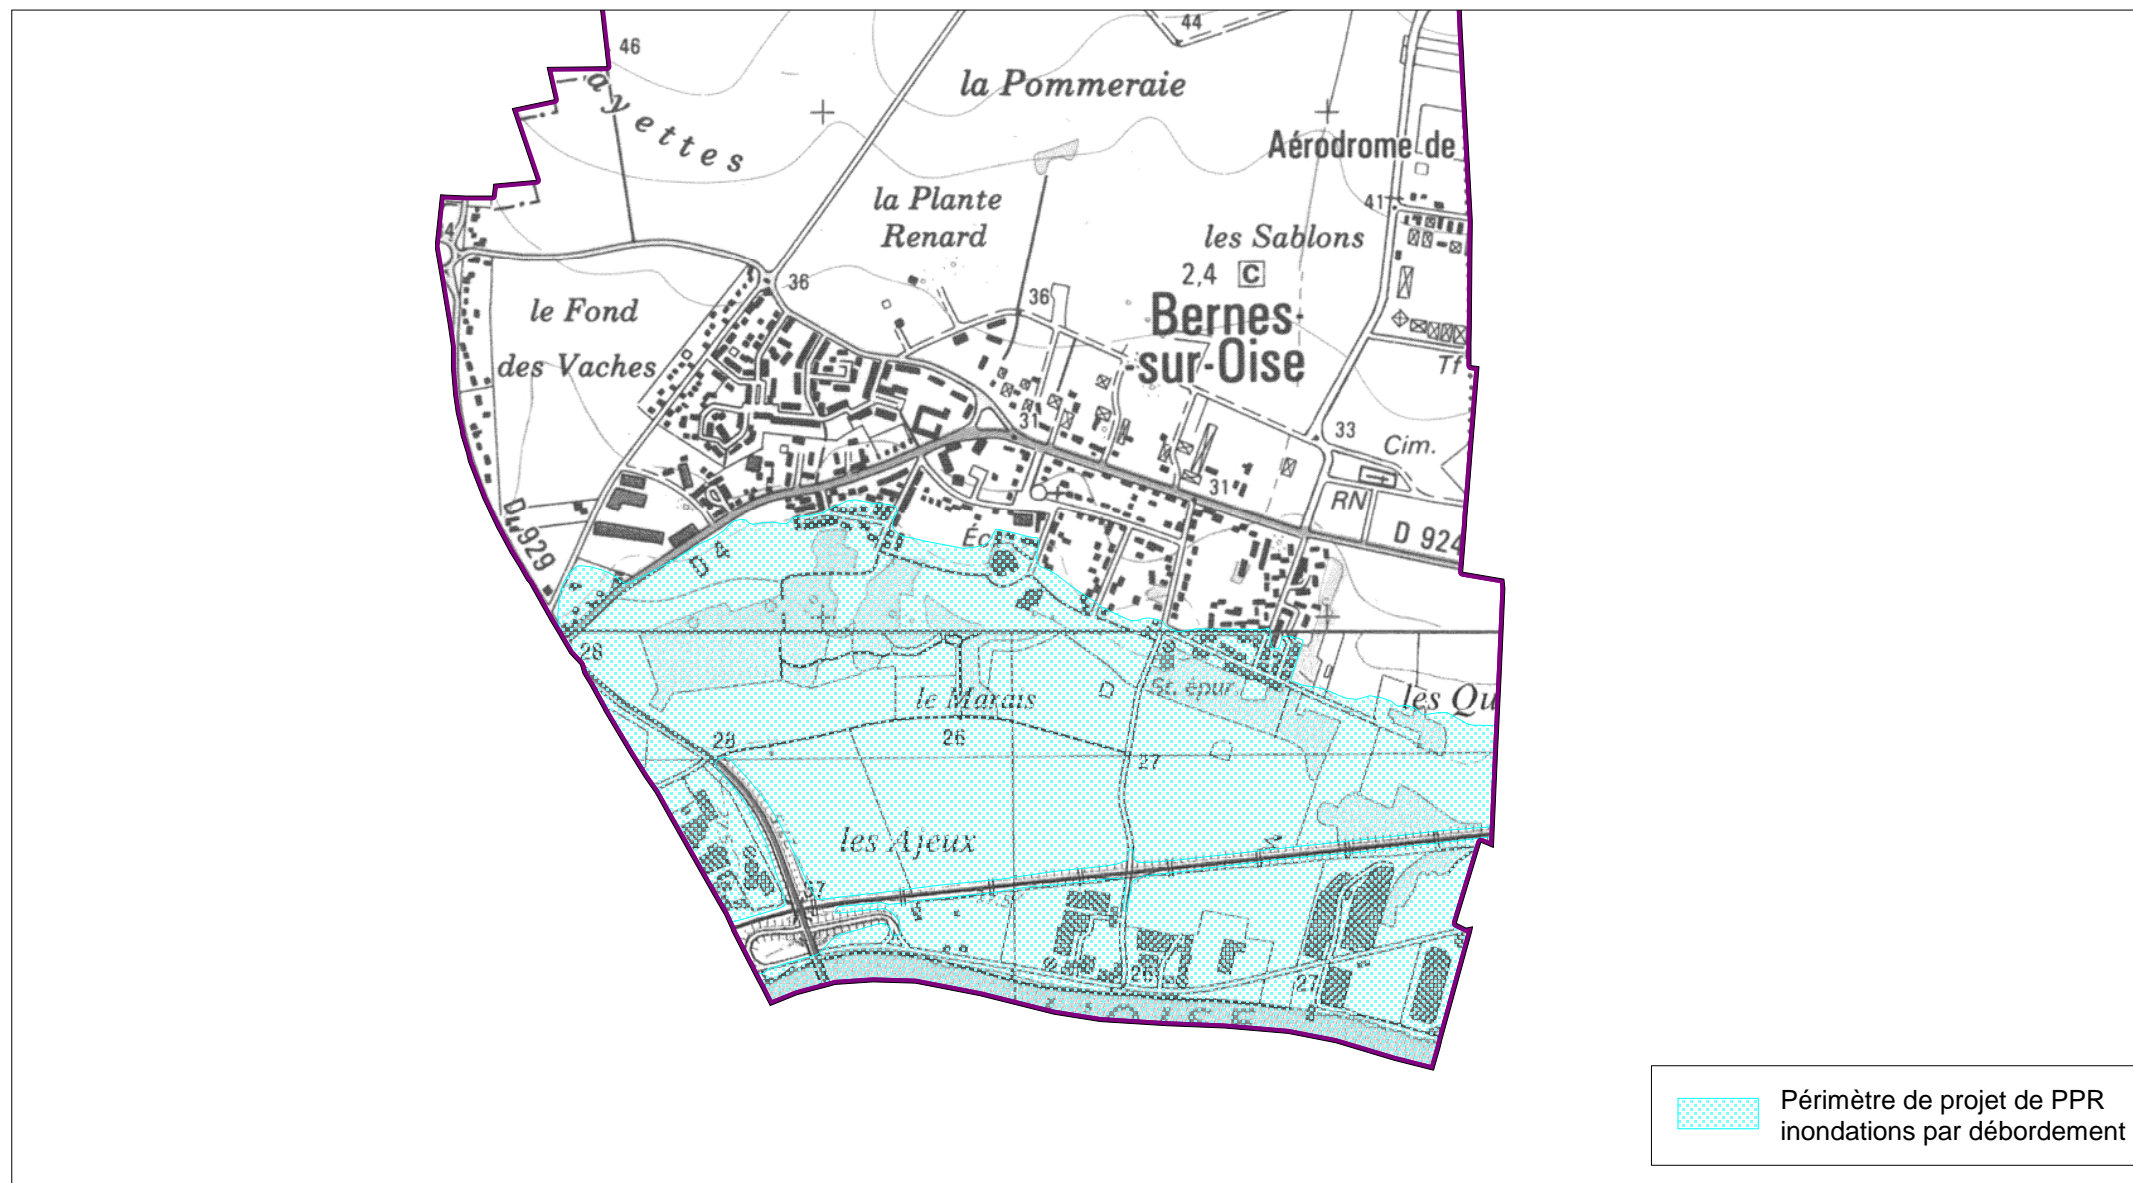 44
46
la Pommeraie
ayettes
Aérodrome de
la Plante
Renard
41
les Sablons
4
2,4 C
36
36
le Fond
des Vaches
Bernes-
sur-Oise
Tf
31
33
Cim.
31
RN
D 929
D 924
Éc
D 4
28
St. épur.
le Marais
les Qu
28
26
27
les Ajeux
37
26
27
OISE
Périmètre de projet de PPR
inondations par débordement